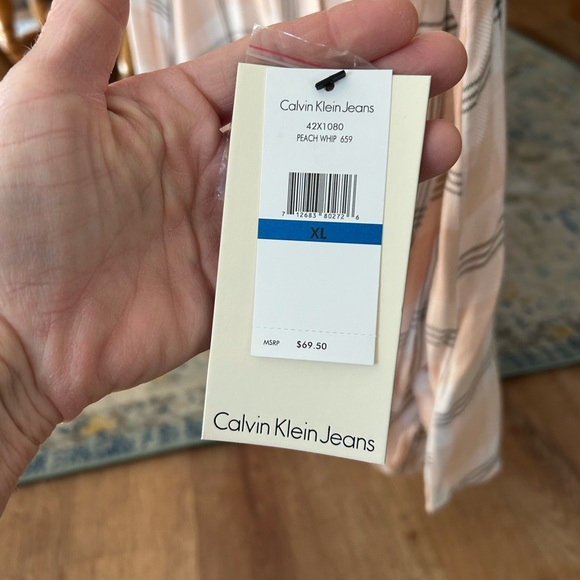 Calvin Klein Jeans
42X1080
PEACH WHIP 659
7 12683 80272 6
XL
MSRP $69.50
Calvin Klein Jeans